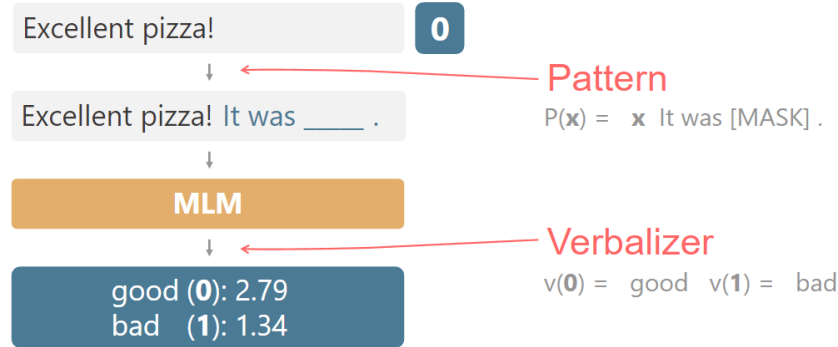 Excellent pizza! 0
Pattern
Excellent pizza! It was _____ .
P(x) = x It was [MASK] .
MLM
Verbalizer
good (0): 2.79
v(0) = good v(1) = bad
bad (1): 1.34